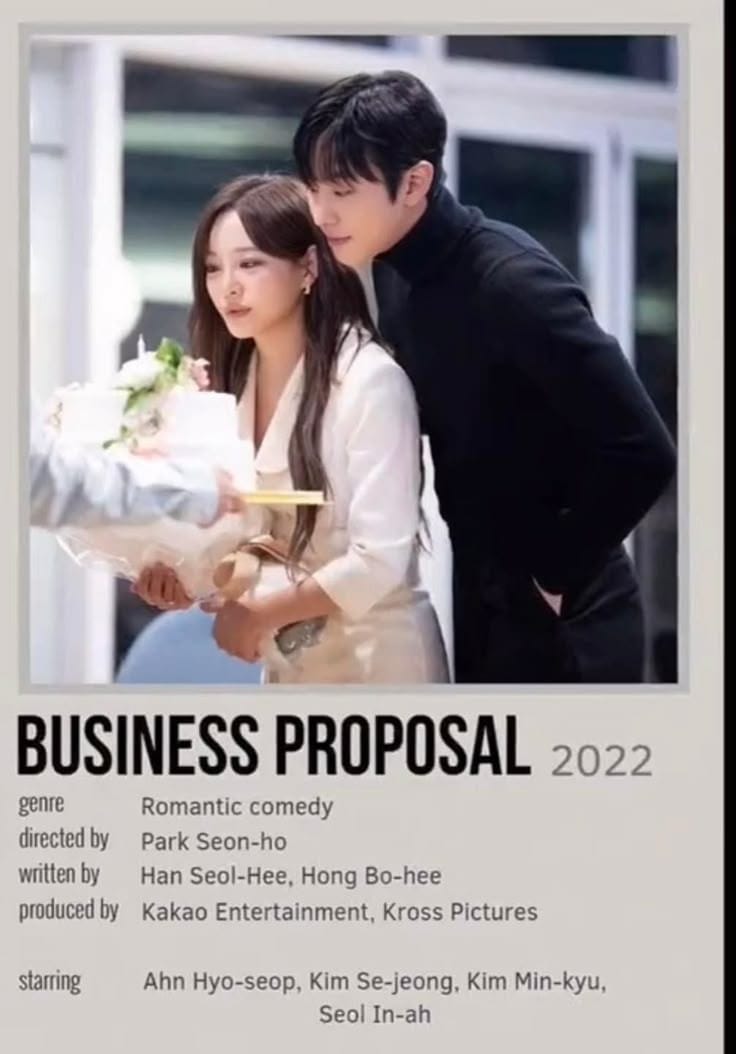 BUSINESS PROPOSAL 2022
genre Romantic comedy
directed by Park Seon-ho
written by Han Seol-Hee, Hong Bo-hee
produced by Kakao Entertainment, Kross Pictures
starring Ahn Hyo-seop, Kim Se-jeong, Kim Min-kyu,
Seol In-ah